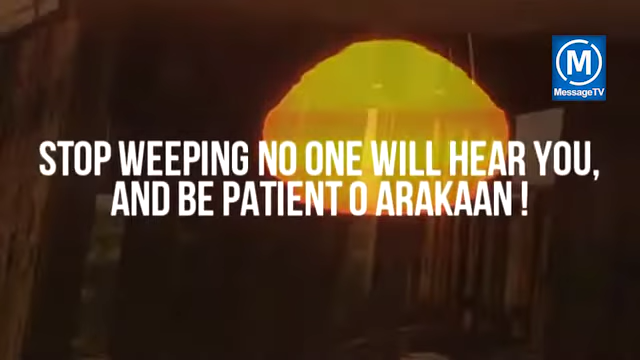 M
MessageTV
STOP WEEPING NO ONE WILL HEAR YOU,
AND BE PATIENT O ARAKAAN !